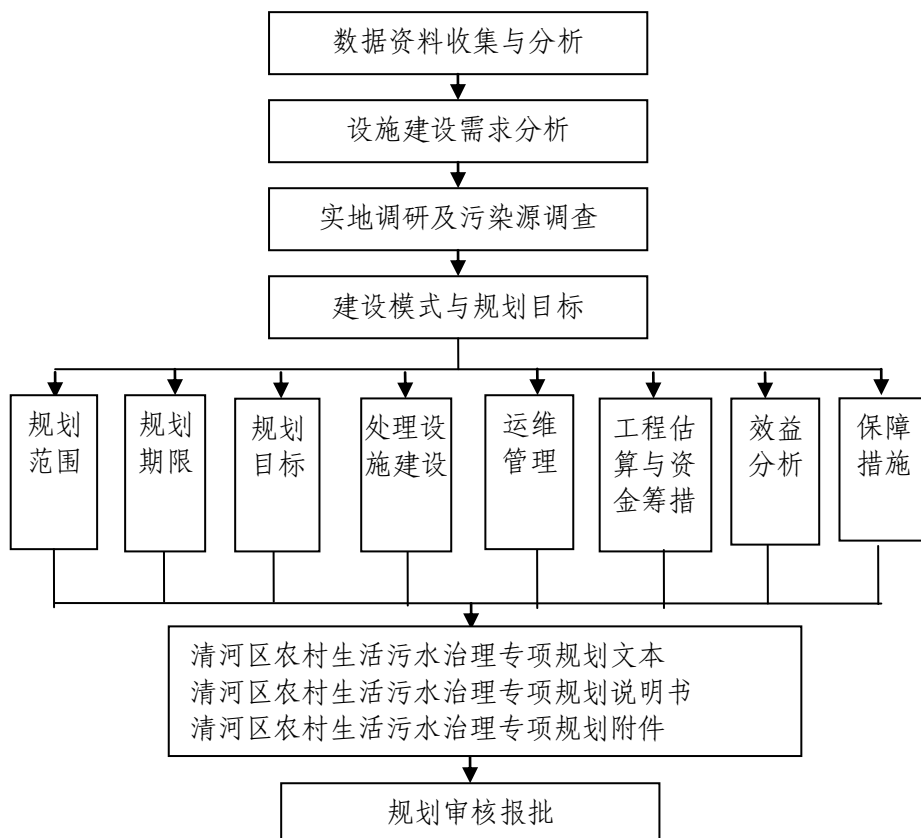 数据资料收集与分析
设施建设需求分析
实地调研及污染源调查
建设模式与规划目标
规划
范围
规划
期限
规划
目标
处理设
施建设
运维
管理
工程估
算与资
金筹措
效益
分析
保障
措施
清河区农村生活污水治理专项规划文本
清河区农村生活污水治理专项规划说明书
清河区农村生活污水治理专项规划附件
规划审核报批